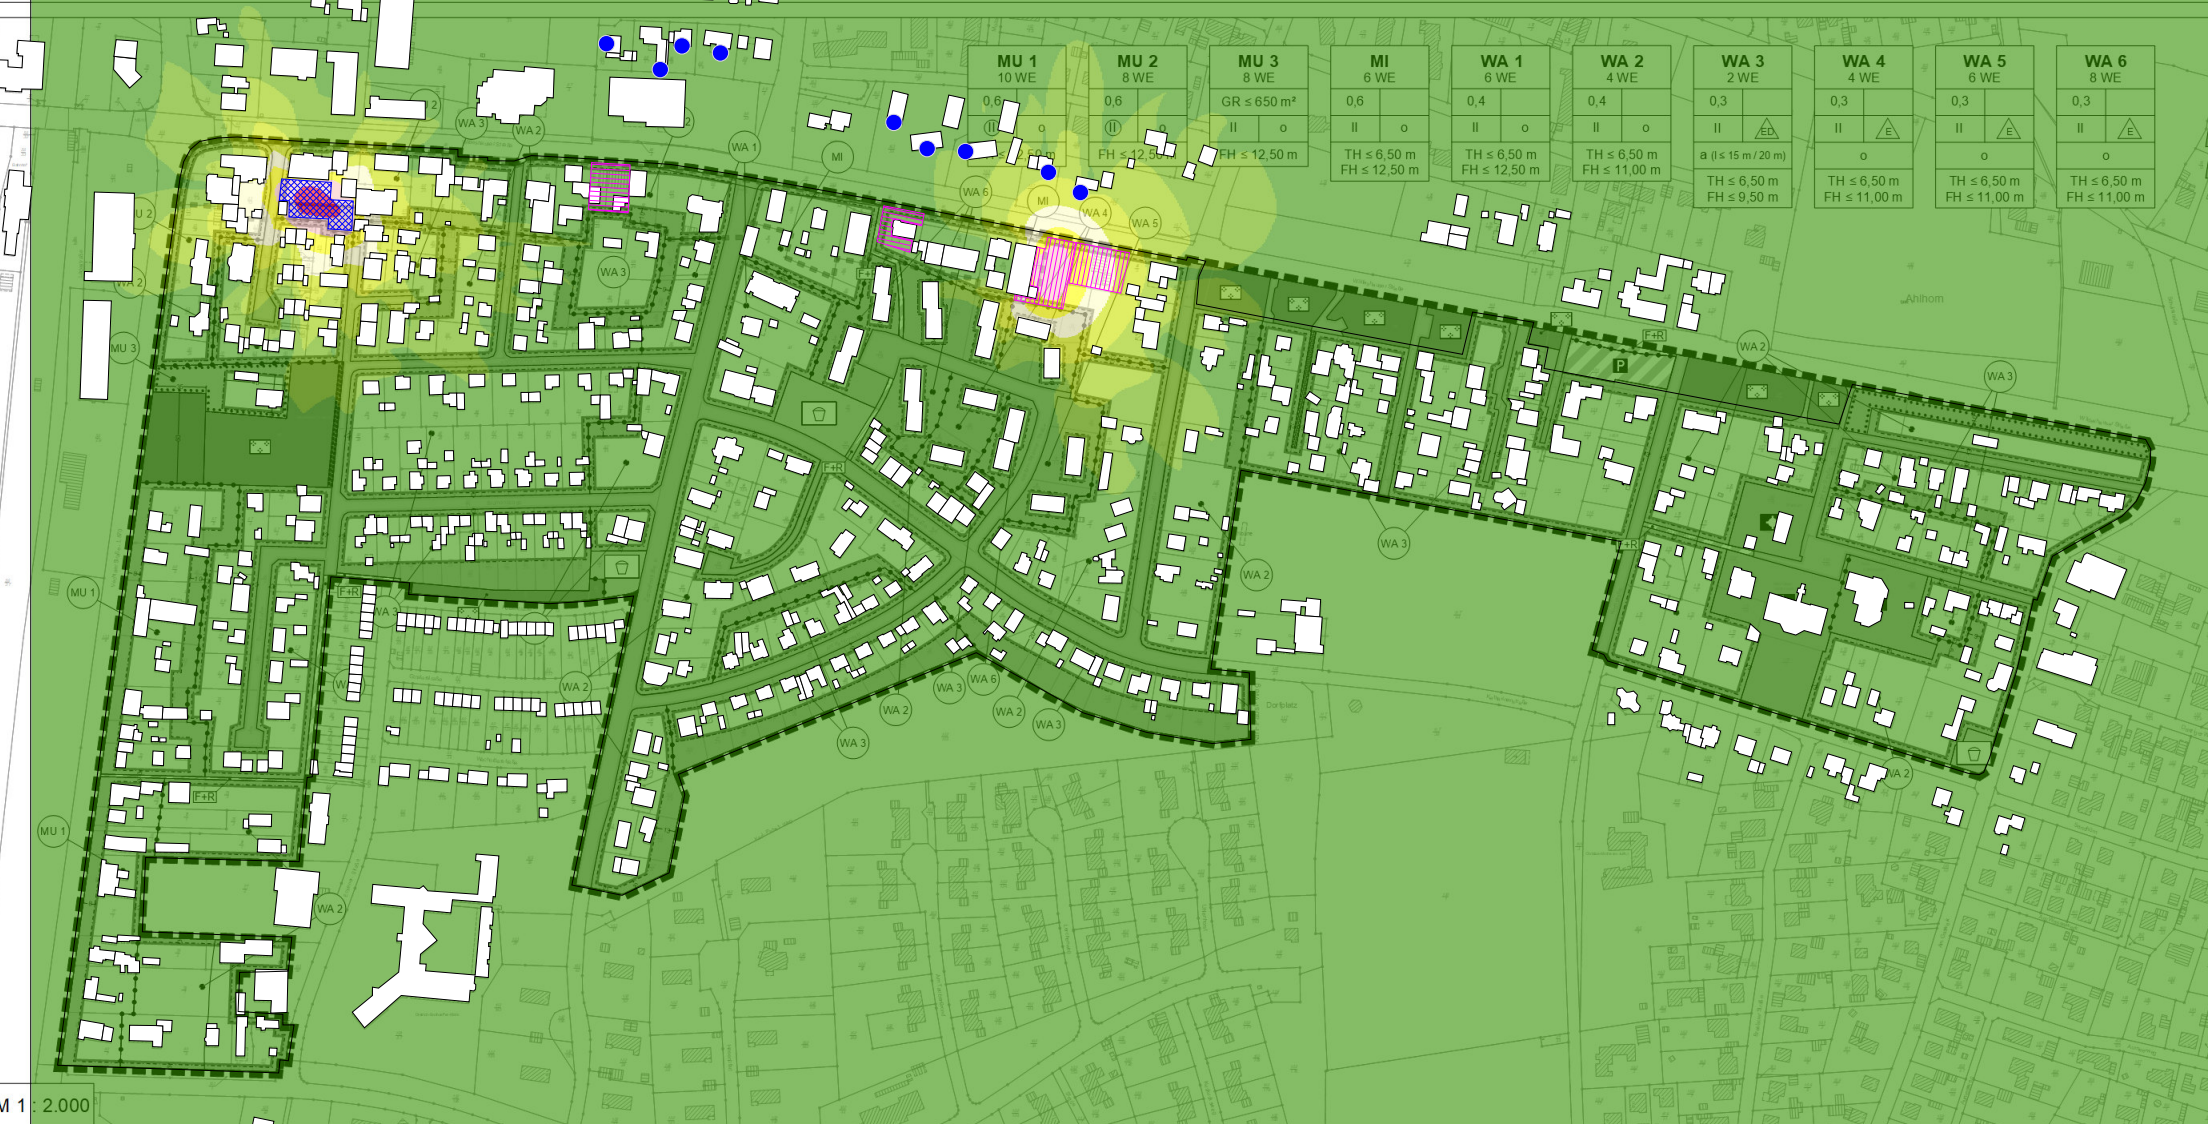 MU 1
10 WE
0,6
II o
≤ 12,50 m
MU 2
8 WE
0,6
II o
FH ≤ 12,50 m
MU 3
8 WE
GR ≤ 650 m²
II o
FH ≤ 12,50 m
MI
6 WE
0,6
II o
TH ≤ 6,50 m
FH ≤ 12,50 m
WA 1
6 WE
0,4
II o
TH ≤ 6,50 m
FH ≤ 12,50 m
WA 2
4 WE
0,4
II o
TH ≤ 6,50 m
FH ≤ 11,00 m
WA 3
2 WE
0,3
II ED
a (l ≤ 15 m / 20 m)
TH ≤ 6,50 m
FH ≤ 9,50 m
WA 4
4 WE
0,3
II E
o
TH ≤ 6,50 m
FH ≤ 11,00 m
WA 5
6 WE
0,3
II E
o
TH ≤ 6,50 m
FH ≤ 11,00 m
WA 6
8 WE
0,3
II E
o
TH ≤ 6,50 m
FH ≤ 11,00 m
2
WA 3
WA 2
2
WA 1
MI
WA 6
MI
WA 4
WA 5
U 2
WA 3
F+
WA 2
Ahlhorn
F+R
WA 2
MU 3
P
WA 3
F+R
WA 3
F+R
WA 2
MU 1
F+R
WA 3
WA 2
WA 3
WA 6
WA 2
WA 2
WA 3
Dorfplatz
WA 3
WA 2
F+R
MU 1
WA 2
M 1 : 2.000